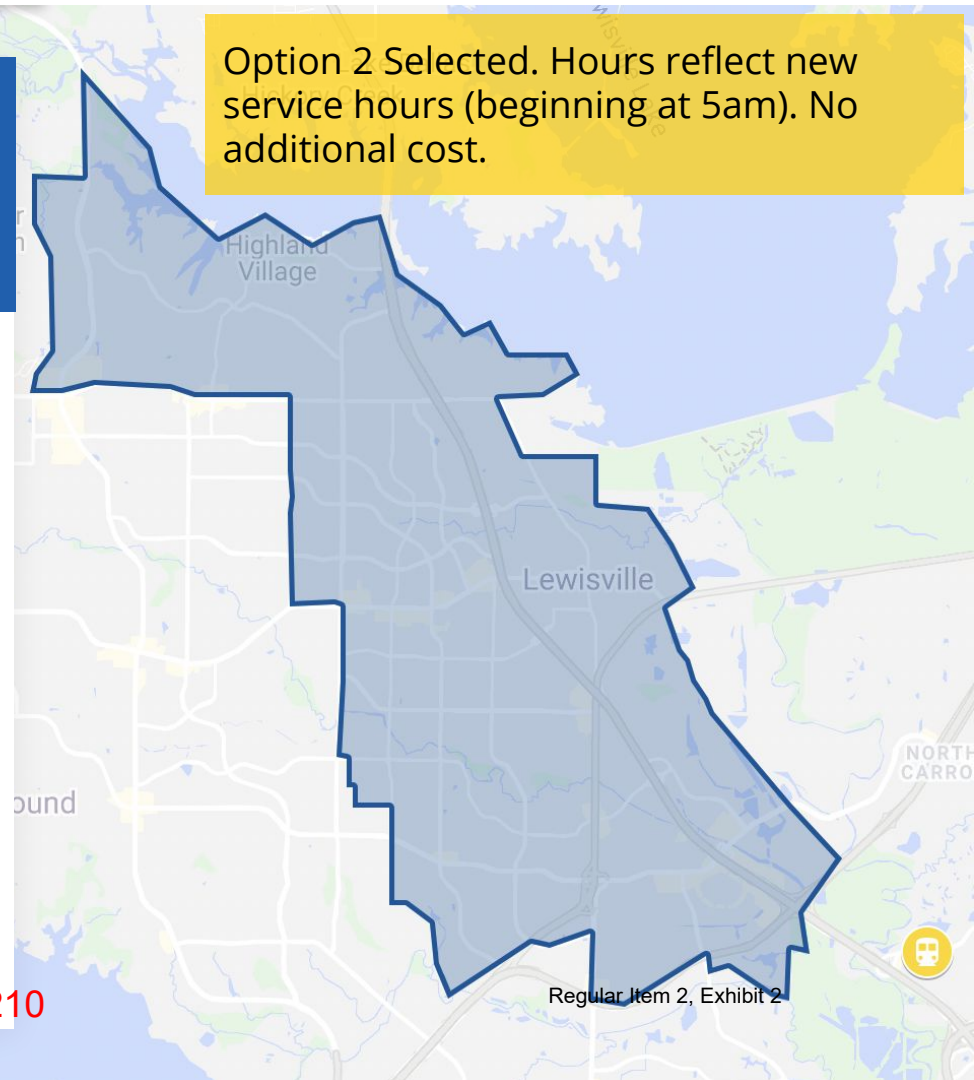 Option 2 Selected. Hours reflect new
service hours (beginning at 5am). No
additional cost.
Highland
Village
Lewisville
NORTH
CARRO
ound
210
Regular Item 2, Exhibit 2